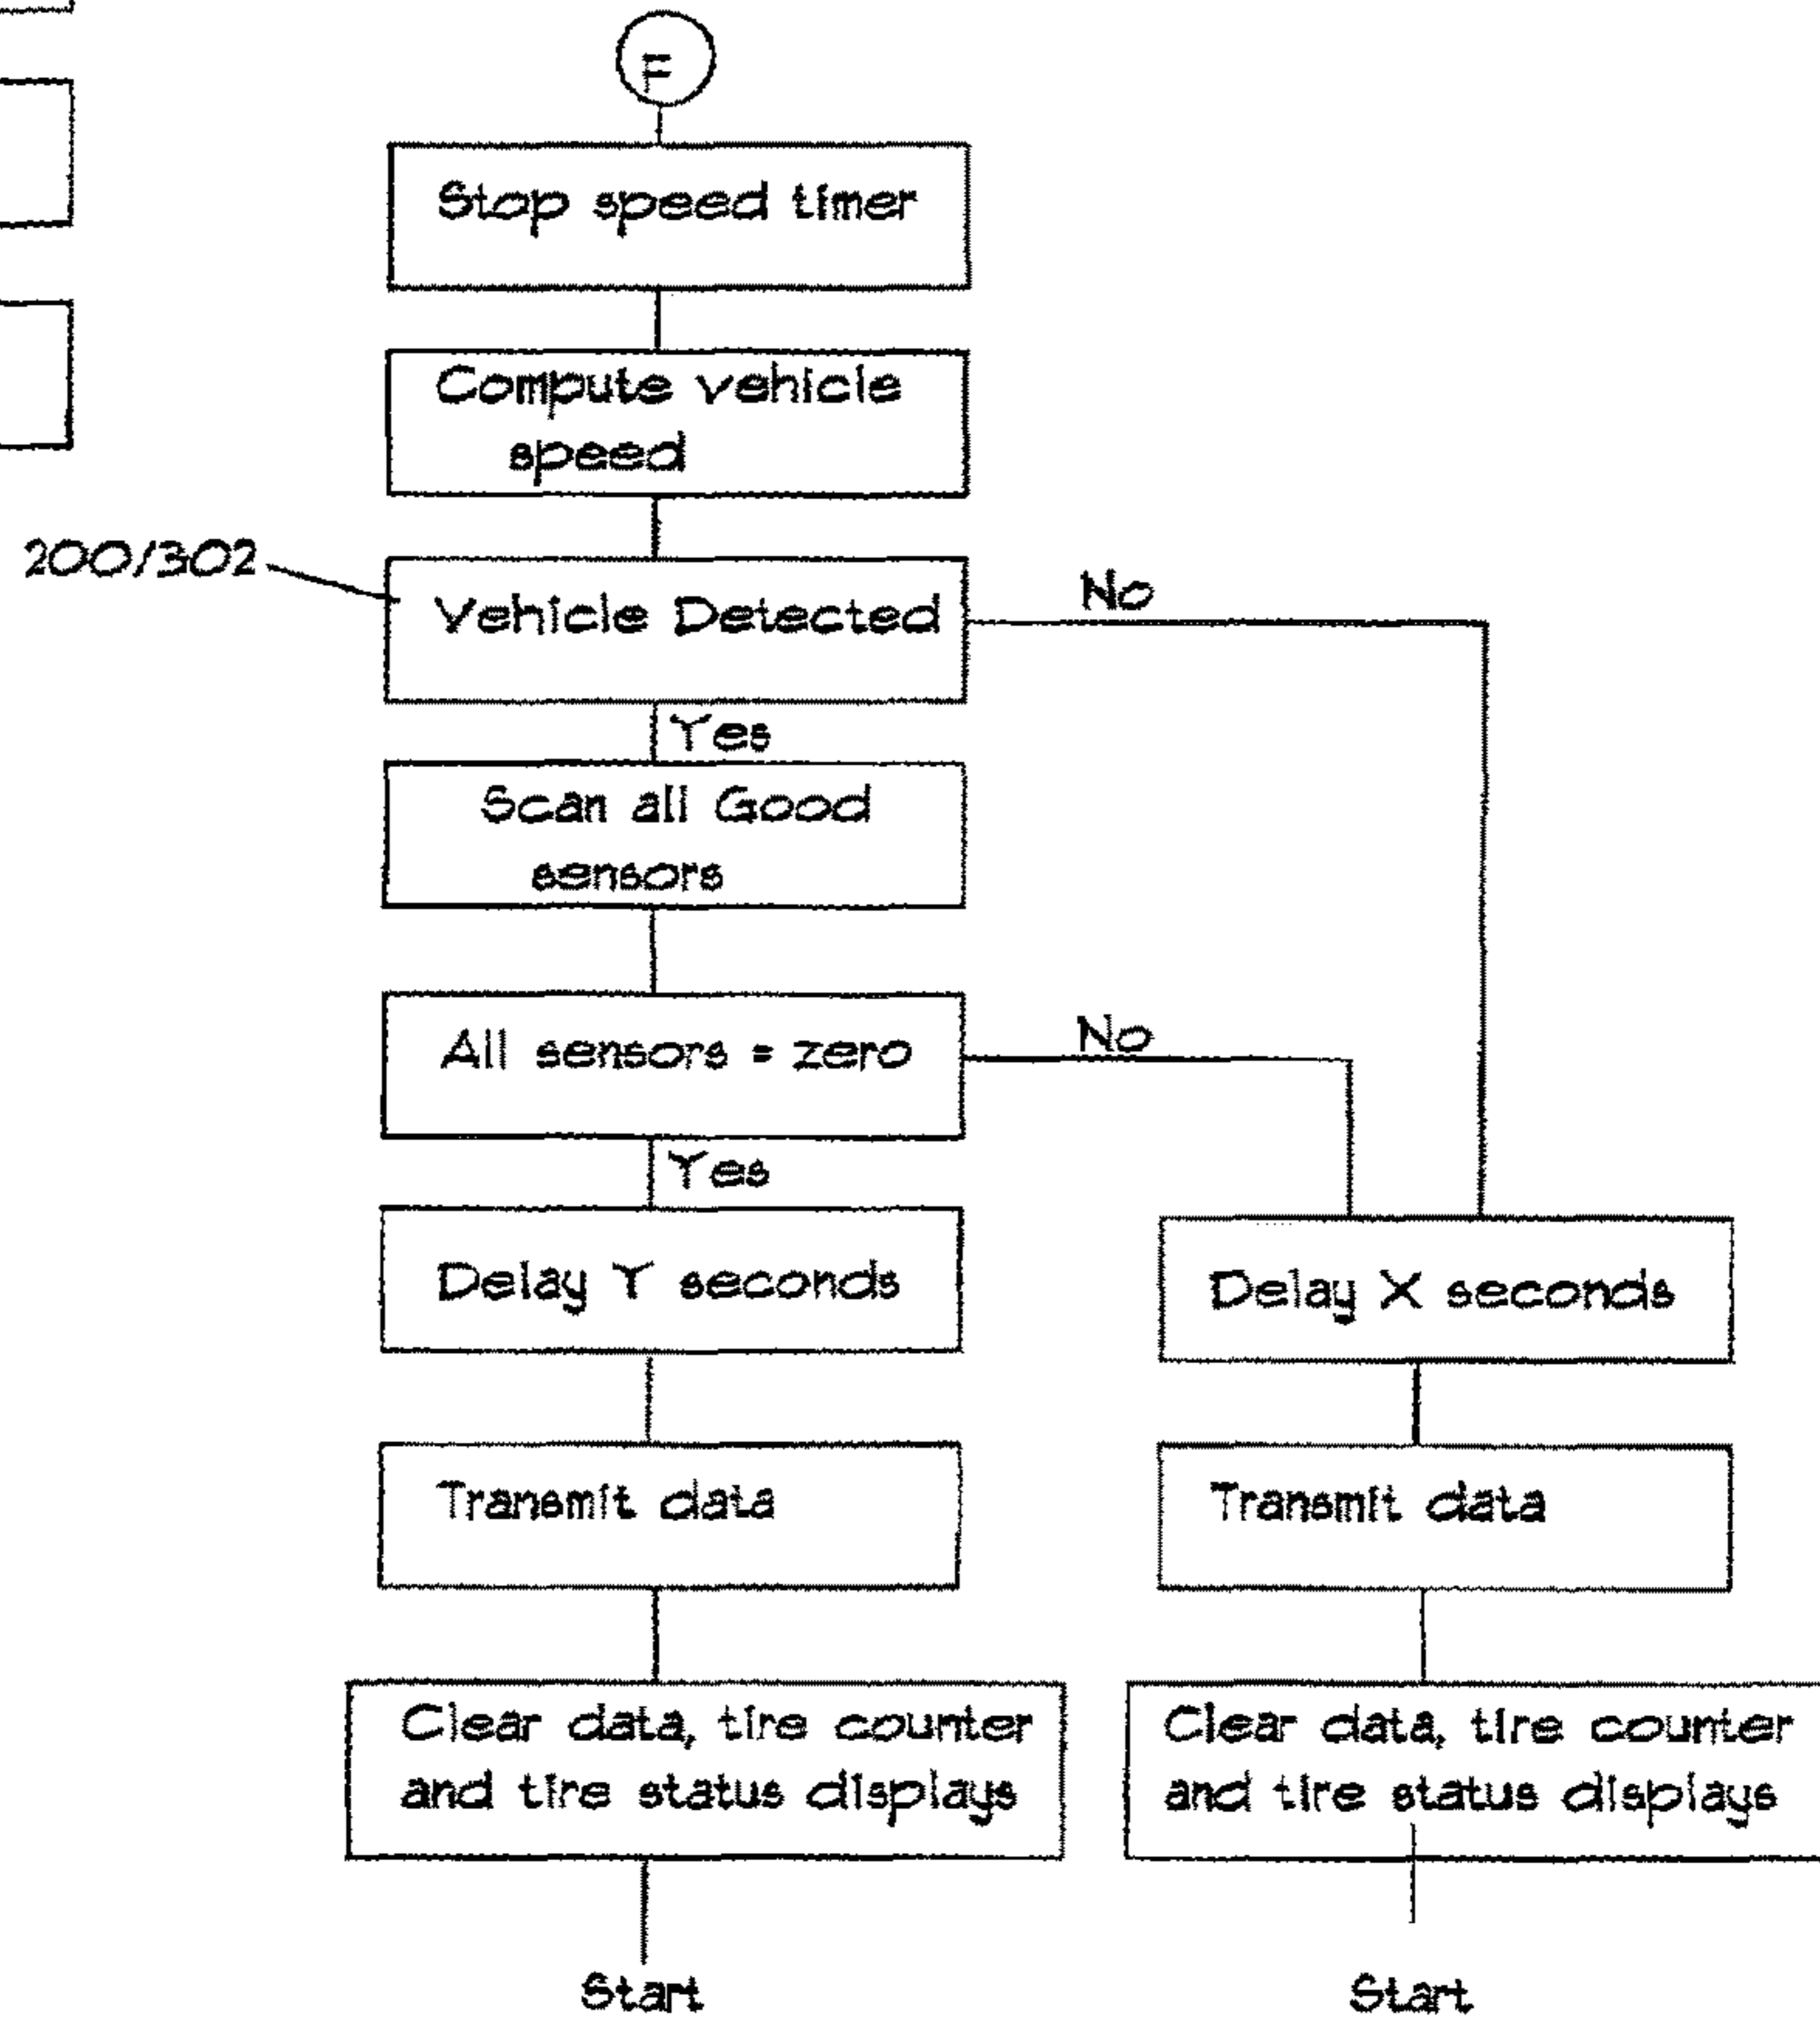 F
Stop speed timer
Compute vehicle
speed
200/302
Vehicle Detected
No
Yes
Scan all Good
sensors
All sensors = zero
No
Yes
Delay Y seconds
Delay X seconds
Transmit data
Transmit data
Clear data, tire counter
and tire status displays
Clear data, tire counter
and tire status displays
Start
Start